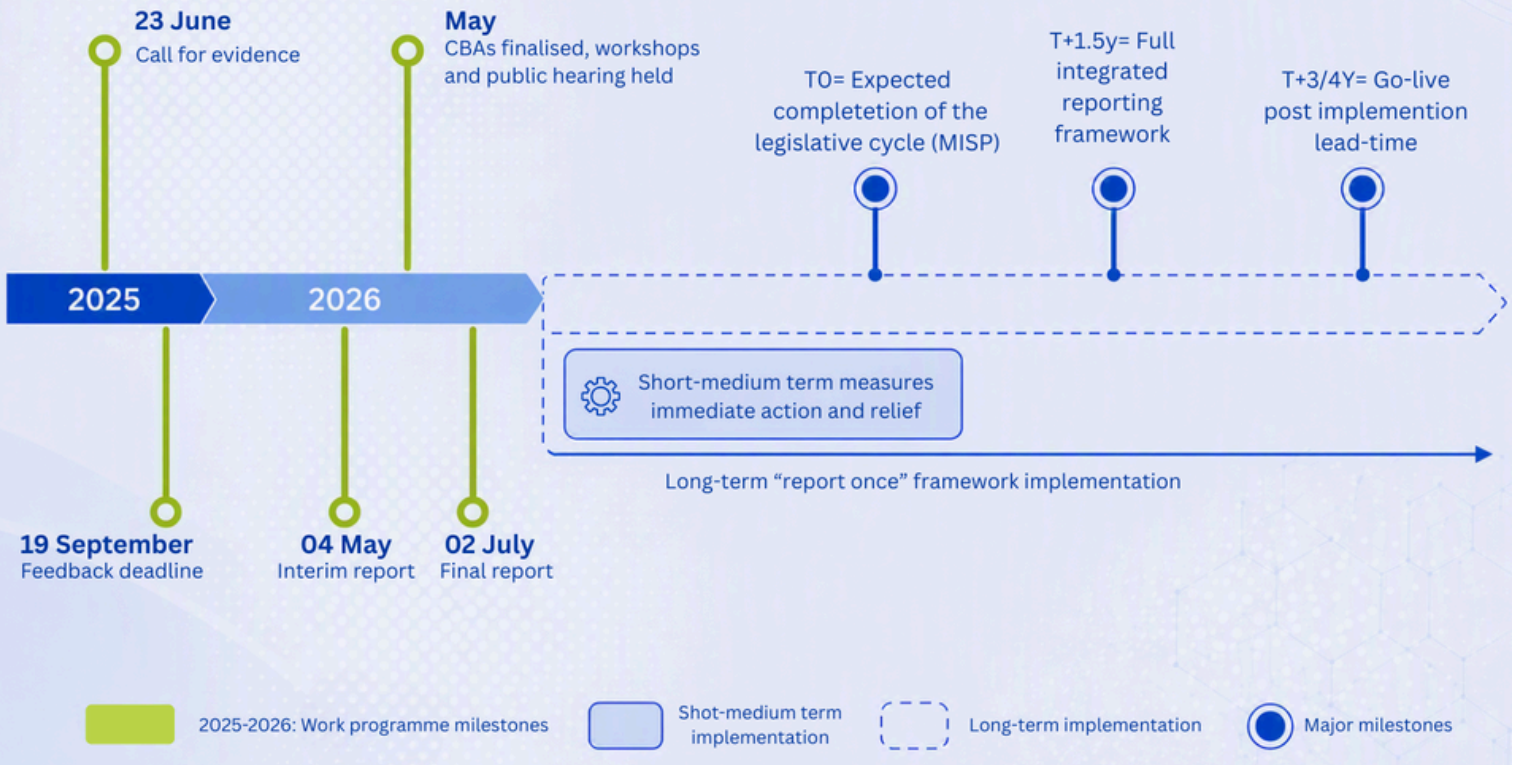 23 June
Call for evidence
May
CBAs finalised, workshops
and public hearing held
T0= Expected
completetion of the
legislative cycle (MISP)
T+1.5y= Full
integrated
reporting
framework
T+3/4Y= Go-live
post implemention
lead-time
2025
2026
Short-medium term measures
immediate action and relief
Long-term “report once” framework implementation
19 September
Feedback deadline
04 May
Interim report
02 July
Final report
2025-2026: Work programme milestones
Shot-medium term
implementation
Long-term implementation
Major milestones